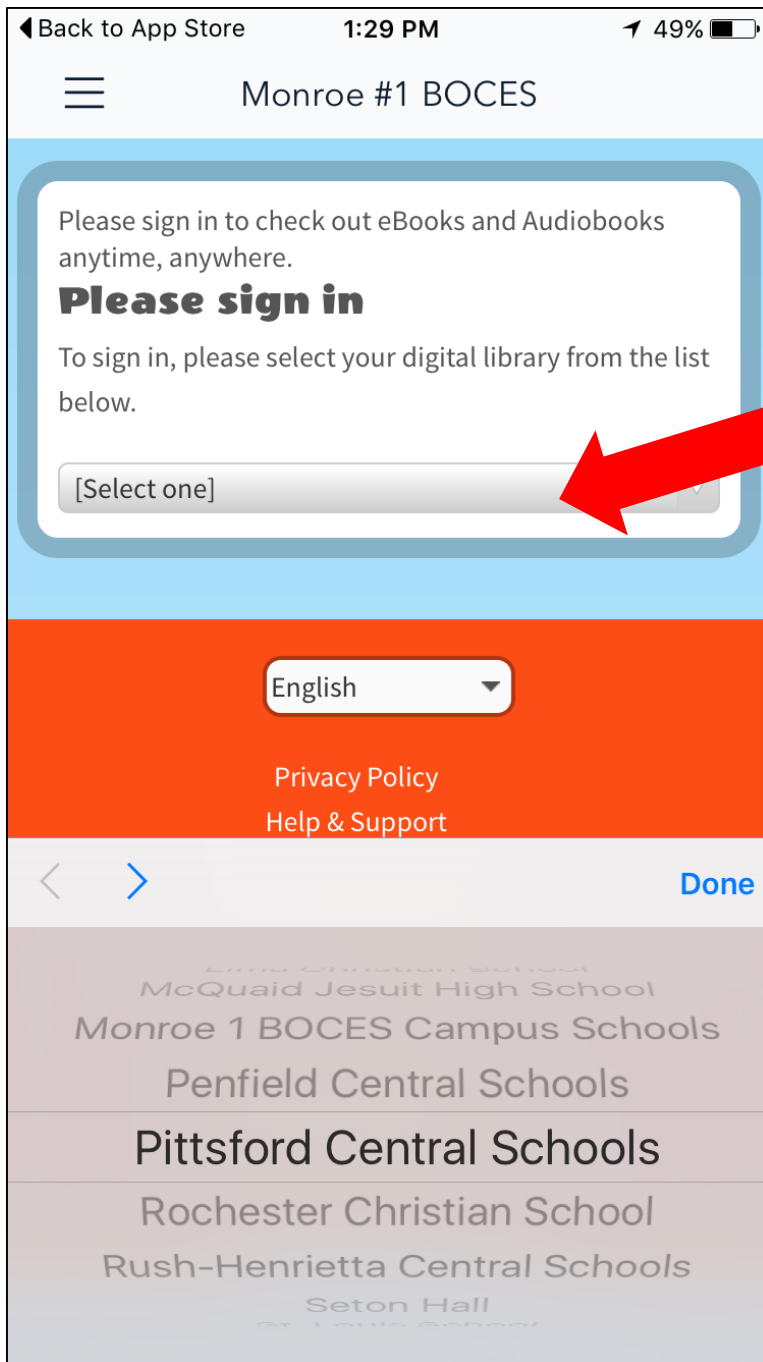 Back to App Store 1:29 PM 49%
Monroe #1 BOCES
Please sign in to check out eBooks and Audiobooks
anytime, anywhere.
Please sign in
To sign in, please select your digital library from the list
below.
[Select one]
English
Privacy Policy
Help & Support
Done
McQuaid Jesuit High School
Monroe 1 BOCES Campus Schools
Penfield Central Schools
Pittsford Central Schools
Rochester Christian School
Rush-Henrietta Central Schools
Seton Hall